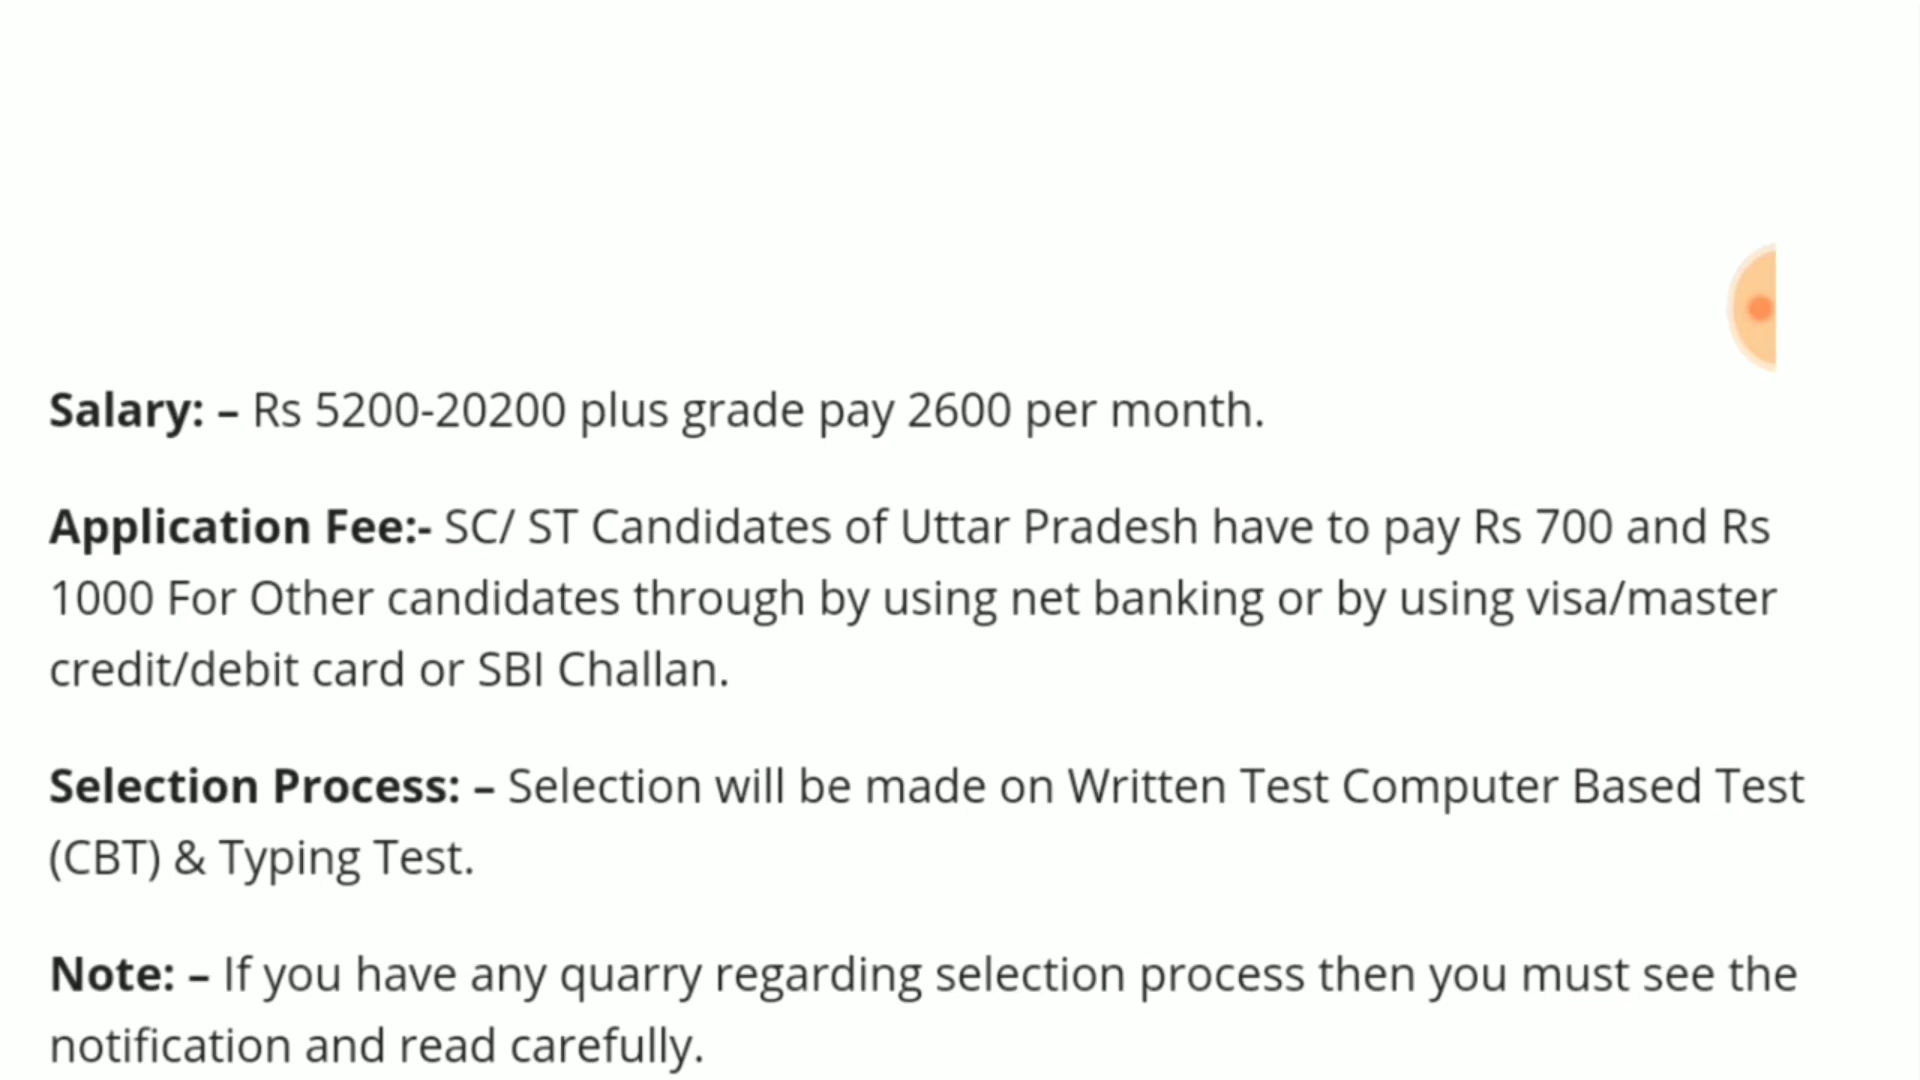 Salary: – Rs 5200-20200 plus grade pay 2600 per month.
Application Fee:- SC/ ST Candidates of Uttar Pradesh have to pay Rs 700 and Rs
1000 For Other candidates through by using net banking or by using visa/master
credit/debit card or SBI Challan.
Selection Process: – Selection will be made on Written Test Computer Based Test
(CBT) & Typing Test.
Note: – If you have any quarry regarding selection process then you must see the
notification and read carefully.